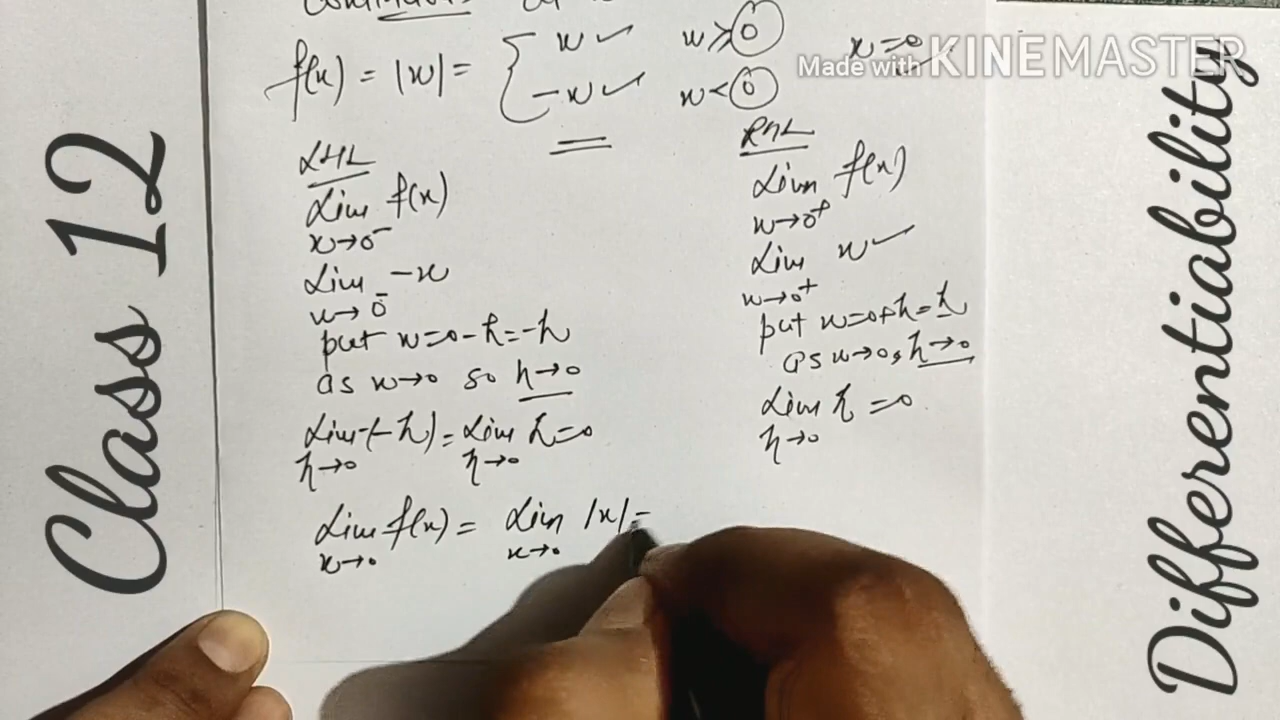 f(x) = |x| = { x ✓ x ≥ 0 x = 0
-x ✓ x < 0
Made with KINEMASTER
Class 12
LHL
Lim f(x)
x→0⁻
Lim -x
x→0⁻
put x=0-h=-h
as x→0 so h→0
Lim -(-h) = Lim h=0
h→0 h→0
Lim f(x) = Lim |x| =
x→0 x→0
RHL
Lim f(x)
x→0⁺
Lim x ✓
x→0⁺
put x=0+h=h
as x→0, h→0
Lim h =0
h→0
Differentiability